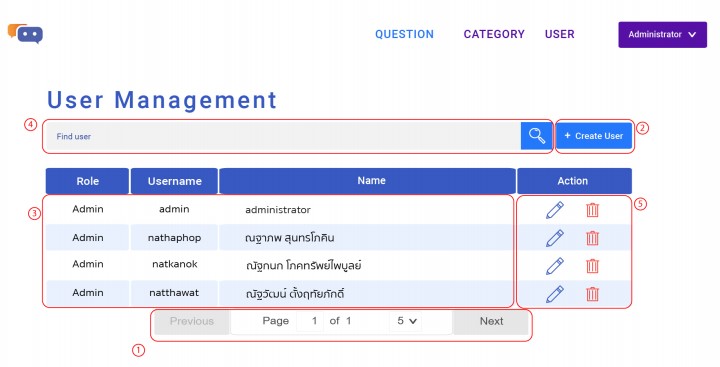 QUESTION CATEGORY USER Administrator
User Management
4 Find user + Create User 2
Role Username Name Action
3 Admin admin administrator 5
Admin nathaphop ณฐาภพ สุนทรโภคิน
Admin natkanok ณัฐกนก โภคทรัพย์ไพบูลย์
Admin natthawat ณัฐวัฒน์ ตั้งฤทัยภักดิ์
Previous Page 1 of 1 5 Next
1